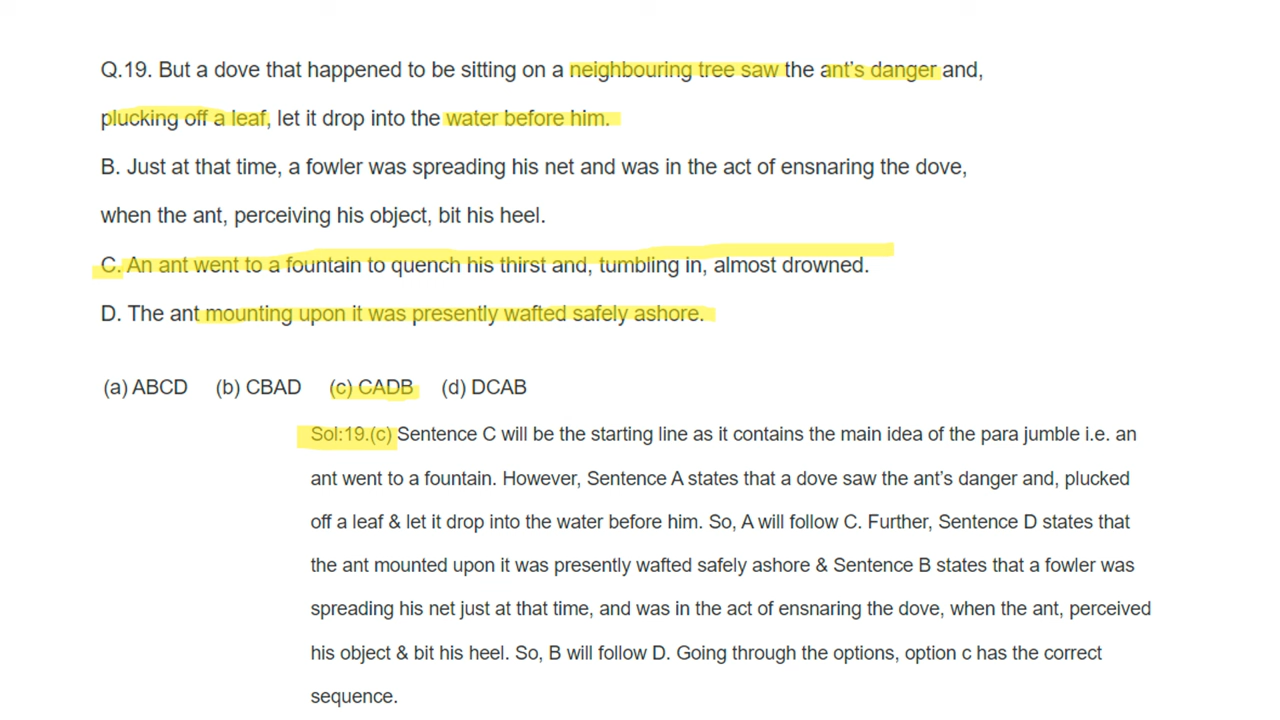 Q.19. But a dove that happened to be sitting on a neighbouring tree saw the ant's danger and,
plucking off a leaf, let it drop into the water before him.
B. Just at that time, a fowler was spreading his net and was in the act of ensnaring the dove,
when the ant, perceiving his object, bit his heel.
C. An ant went to a fountain to quench his thirst and, tumbling in, almost drowned.
D. The ant mounting upon it was presently wafted safely ashore.
(a) ABCD (b) CBAD (c) CADB (d) DCAB
Sol:19.(c) Sentence C will be the starting line as it contains the main idea of the para jumble i.e. an
ant went to a fountain. However, Sentence A states that a dove saw the ant's danger and, plucked
off a leaf & let it drop into the water before him. So, A will follow C. Further, Sentence D states that
the ant mounted upon it was presently wafted safely ashore & Sentence B states that a fowler was
spreading his net just at that time, and was in the act of ensnaring the dove, when the ant, perceived
his object & bit his heel. So, B will follow D. Going through the options, option c has the correct
sequence.